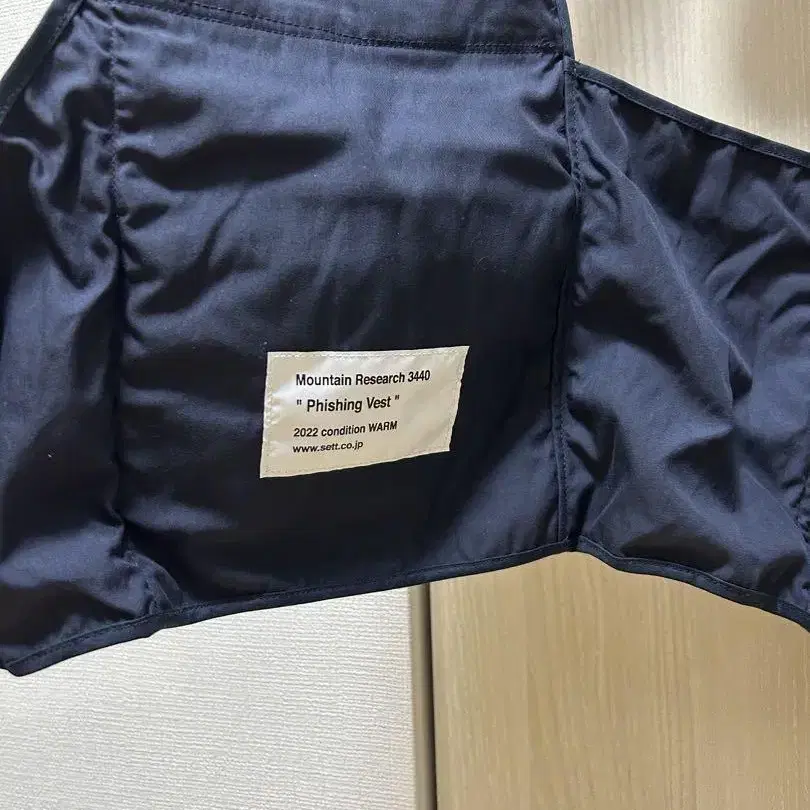 Mountain Research 3440
" Phishing Vest "
2022 condition WARM
www.sett.co.jp